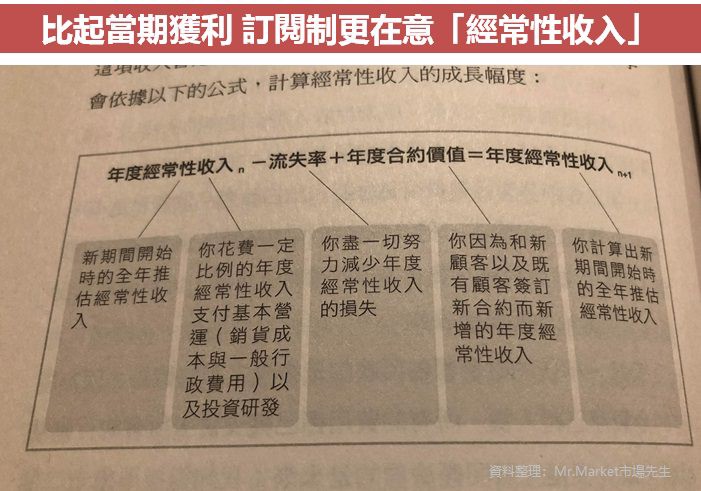 比起當期獲利 訂閱制更在意「經常性收入」
會依據以下的公式，計算經常性收入的成長幅度：
年度經常性收入 n －流失率＋年度合約價值＝年度經常性收入 n+1
新期間開始
時的全年推
估經常性收
入
你花費一定
比例的年度
經常性收入
支付基本營
運（銷貨成
本與一般行
政費用）以
及投資研發
你盡一切努
力減少年度
經常性收入
的損失
你因為和新
顧客以及既
有顧客簽訂
新合約而新
增的年度經
常性收入
你計算出新
期間開始時
的全年推估
經常性收入
資料整理：Mr.Market市場先生